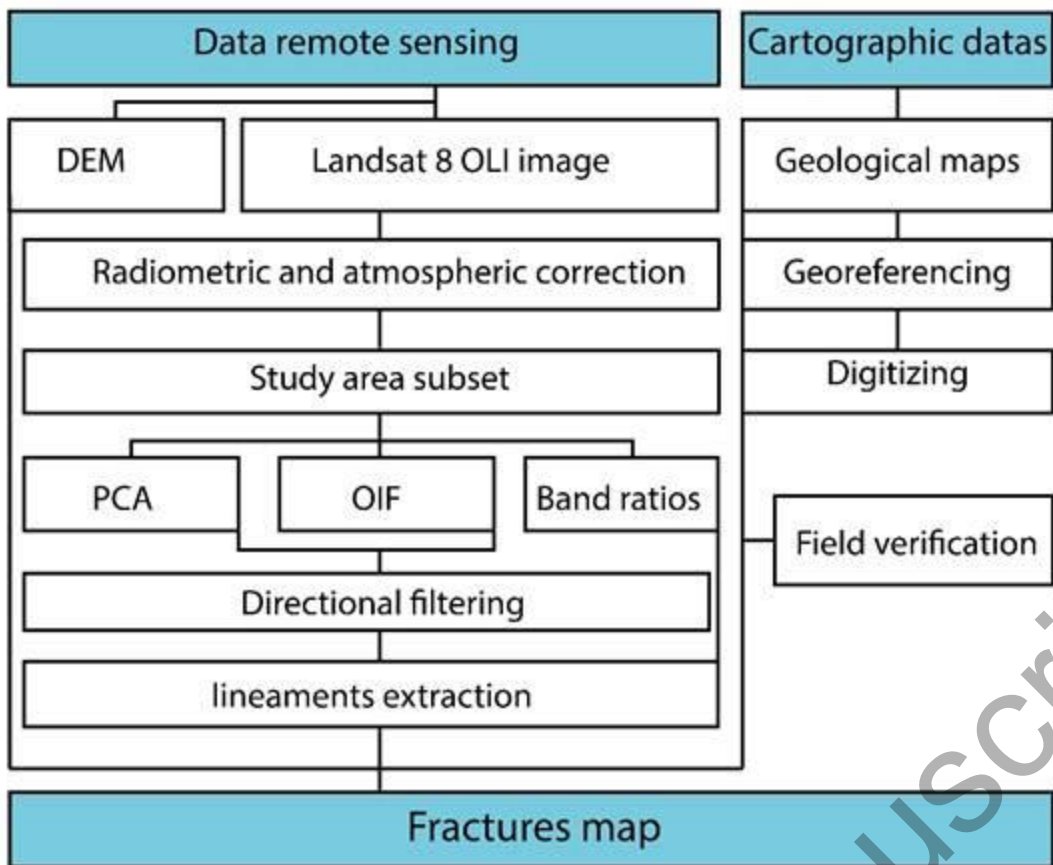 Data remote sensing
Cartographic datas
DEM
Landsat 8 OLI image
Geological maps
Radiometric and atmospheric correction
Georeferencing
Study area subset
Digitizing
PCA
OIF
Band ratios
Field verification
Directional filtering
lineaments extraction
Fractures map